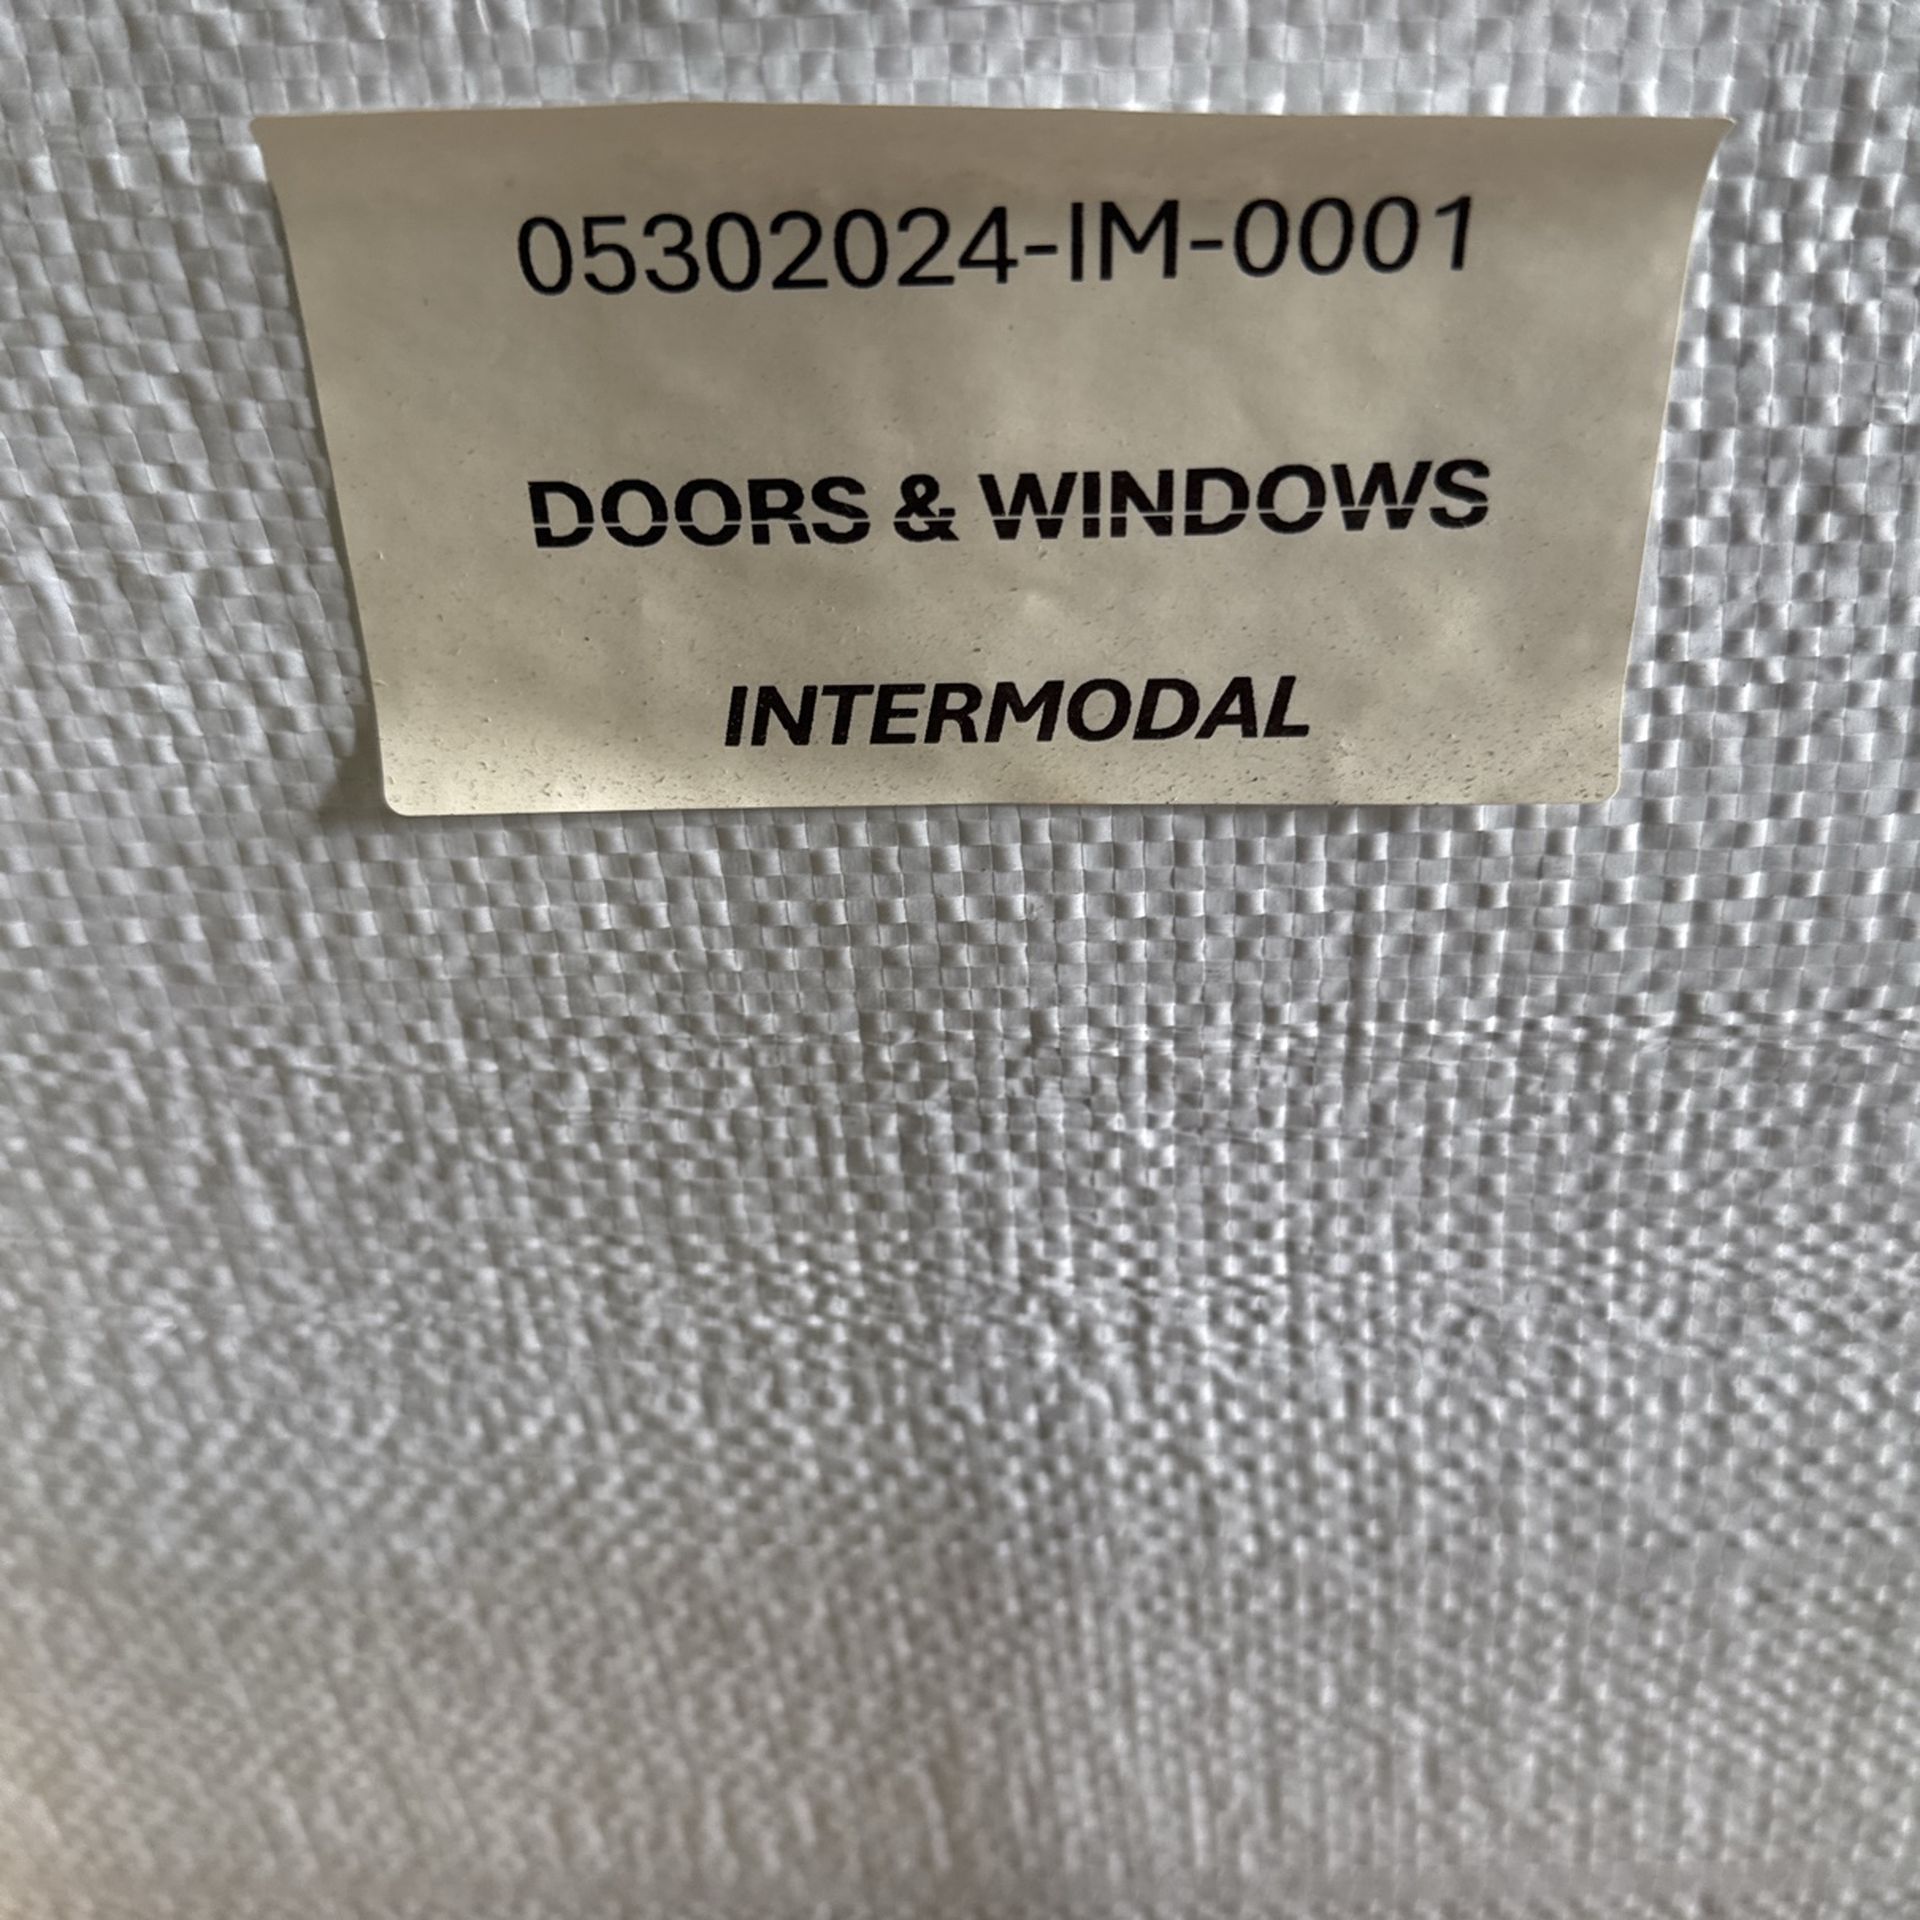 05302024-IM-0001
DOORS & WINDOWS
INTERMODAL